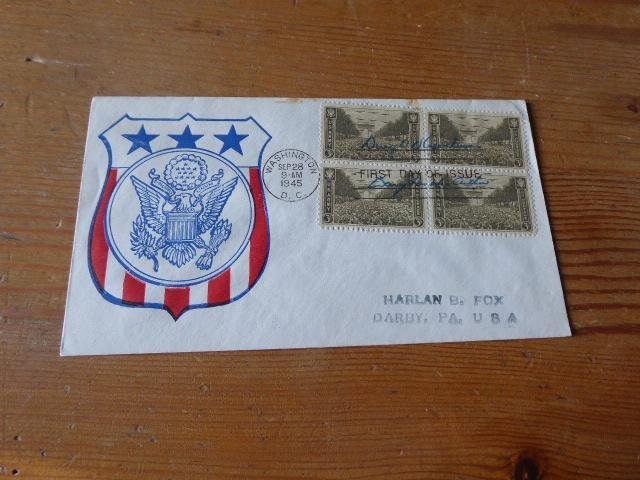 WASHINGTON
SEP 28
9-AM
1945
D. C.
FIRST DAY OF ISSUE
HARLAN B. FOX
DARBY, PA. U S A